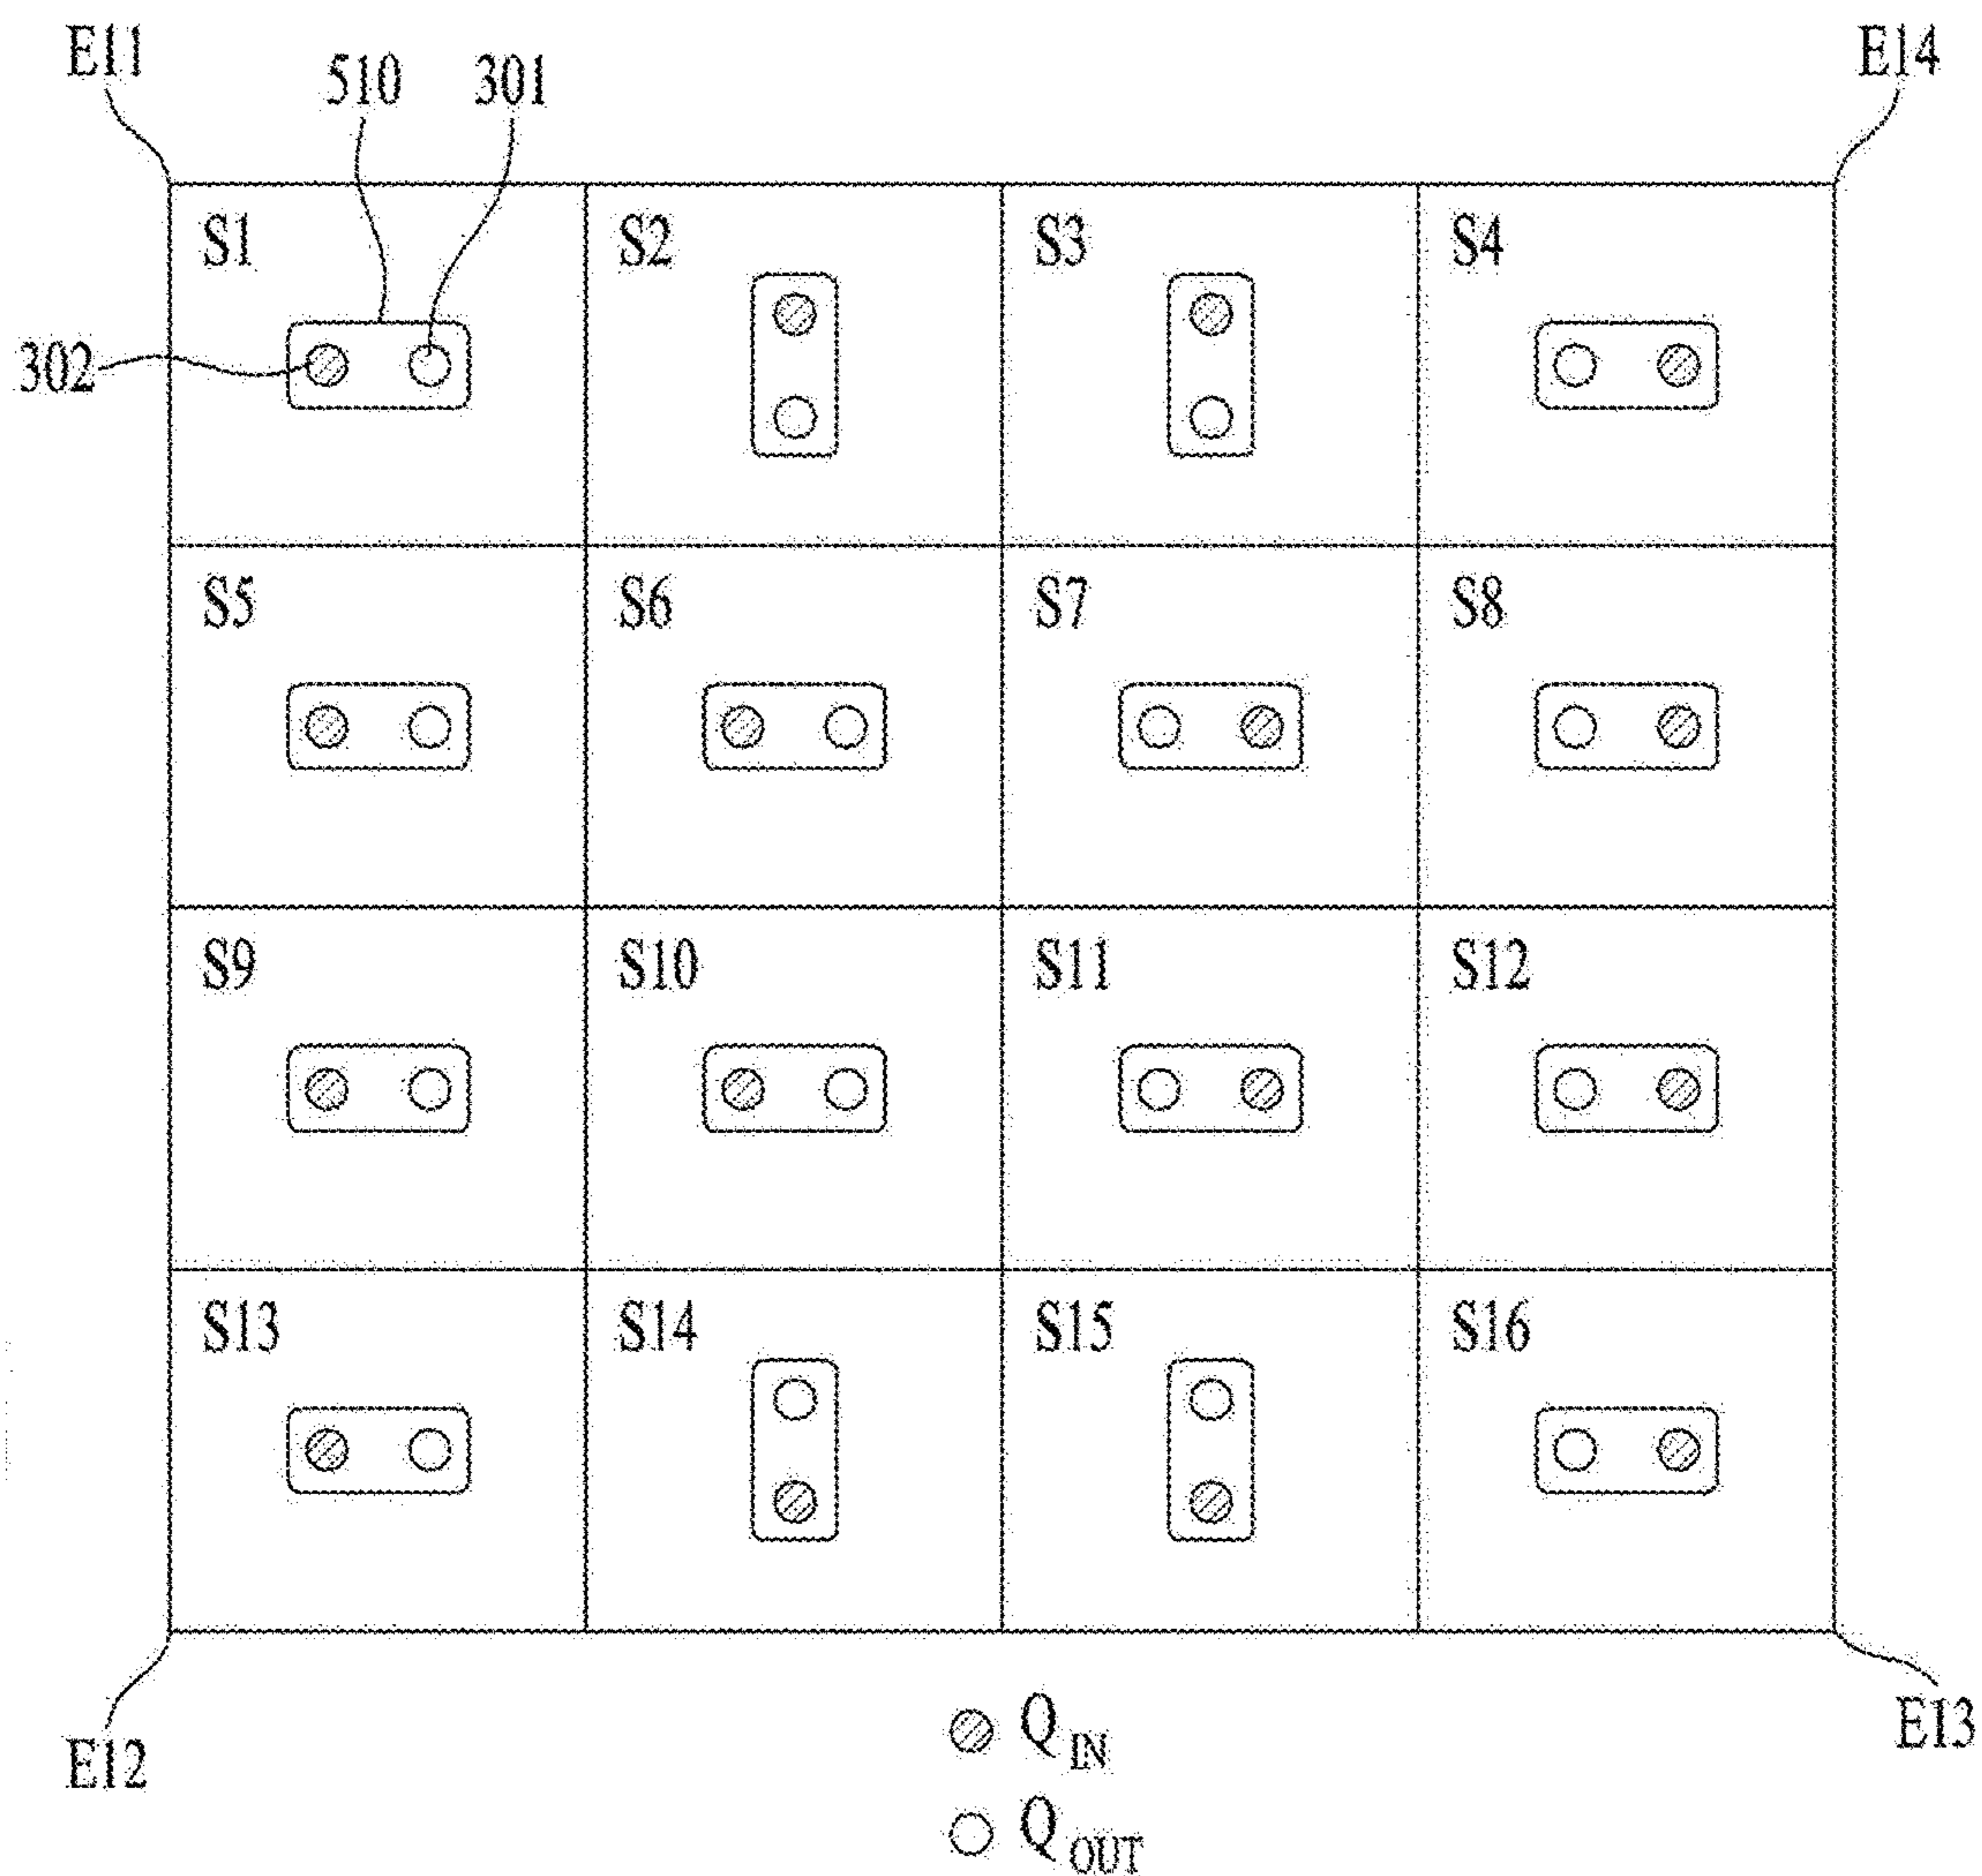 E11 510 301 E14
S1 S2 S3 S4
302
S5 S6 S7 S8
S9 S10 S11 S12
S13 S14 S15 S16
E12 E13
Q IN
Q OUT